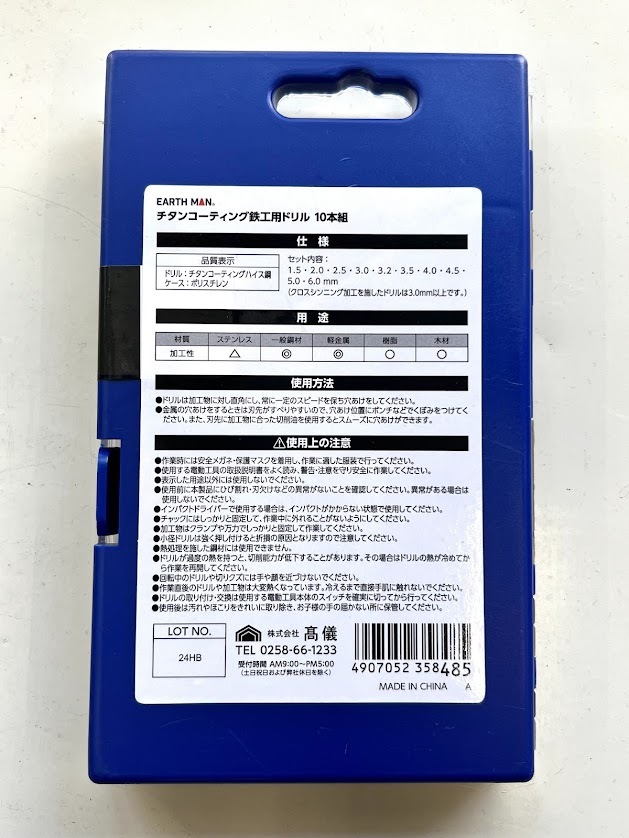 EARTH MAN®
チタンコーティング鉄工用ドリル 10本組
仕様
品質表示
ドリル：チタンコーティングハイス鋼
ケース：ポリスチレン
セット内容：
1.5・2.0・2.5・3.0・3.2・3.5・4.0・4.5・
5.0・6.0 mm
（クロスシンニング加工を施したドリルは3.0mm以上です。）
用途
材質 ステンレス 一般鋼材 軽金属 樹脂 木材
加工性 △ ◎ ◎ ○ ○
使用方法
●ドリルは加工物に対し直角にし、常に一定のスピードを保ち穴あけをしてください。
●金属の穴あけをするときは刃先がすべりやすいので、穴あけ位置にポンチなどでくぼみをつけてく
ださい。また、刃先に加工物に合った切削油を使用するとスムーズに穴あけができます。
⚠使用上の注意
●作業時には安全メガネ・保護マスクを着用し、作業に適した服装で行ってください。
●使用する電動工具の取扱説明書をよく読み、警告・注意を守り安全に作業してください。
●表示した用途以外には使用しないでください。
●使用前に本製品にひび割れ・刃欠けなどの異常がないことを確認してください。異常がある場合は
使用しないでください。
●インパクトドライバーで使用する場合は、インパクトがかからない状態で使用してください。
●チャックにはしっかりと固定して、作業中に外れることがないようにしてください。
●加工物はクランプや万力でしっかりと固定して作業してください。
●小径ドリルは強く押し付けると折損の原因となりますので注意してください。
●熱処理を施した鋼材には使用できません。
●ドリルが過度の熱を持つと、切削能力が低下することがあります。その場合はドリルの熱が冷めてか
ら作業を再開してください。
●回転中のドリルや切りクズには手や顔を近づけないでください。
●作業直後のドリルや加工物は大変熱くなっています。冷えるまで直接手肌に触れないでください。
●ドリルの取り付け・交換は使用する電動工具本体のスイッチを確実に切ってから行ってください。
●使用後は汚れやほこりをきれいに取り除き、お子様の手の届かない所に保管してください。
LOT NO.
24HB
株式会社 髙儀
TEL 0258-66-1233
受付時間 AM9:00～PM5:00
（土日祝日および弊社休日を除く）
4907052 358485
MADE IN CHINA A